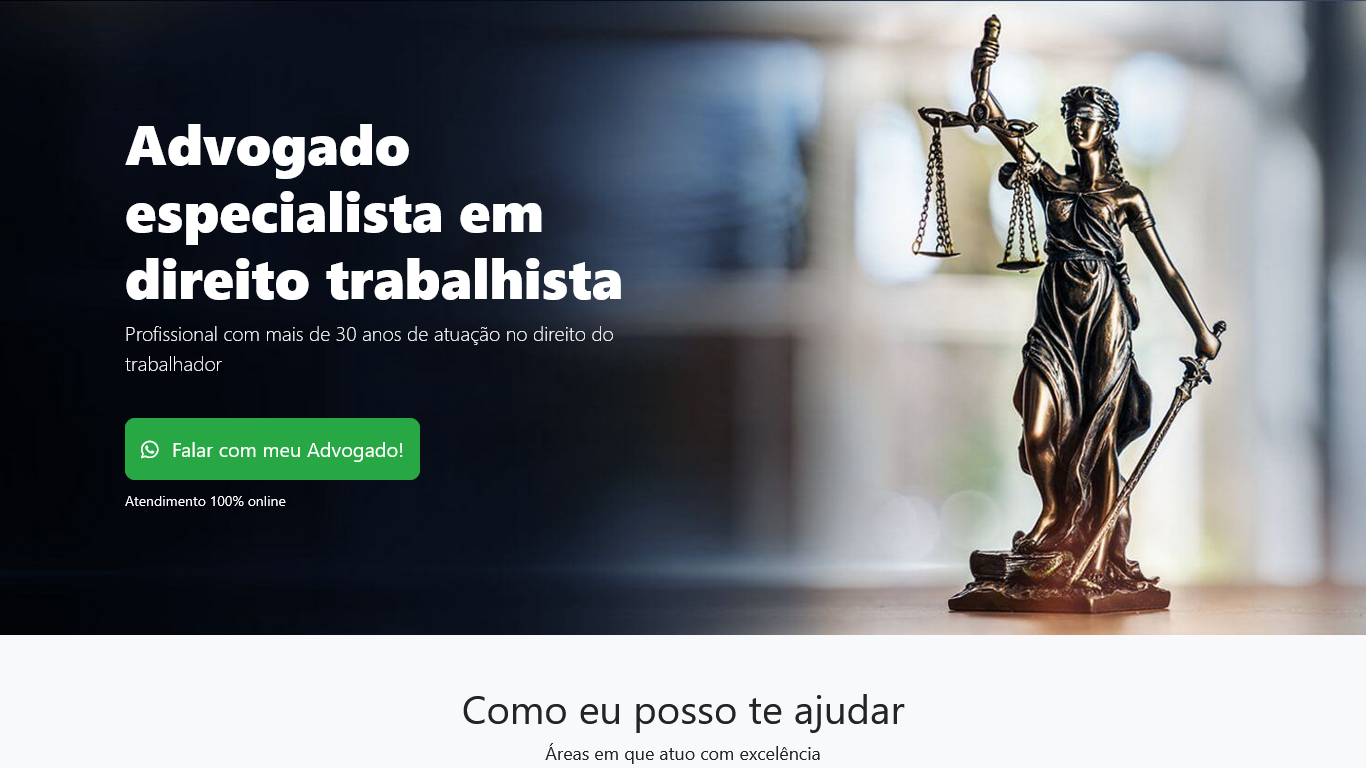 Advogado
especialista em
direito trabalhista
Profissional com mais de 30 anos de atuação no direito do
trabalhador
Falar com meu Advogado!
Atendimento 100% online
Como eu posso te ajudar
Áreas em que atuo com excelência